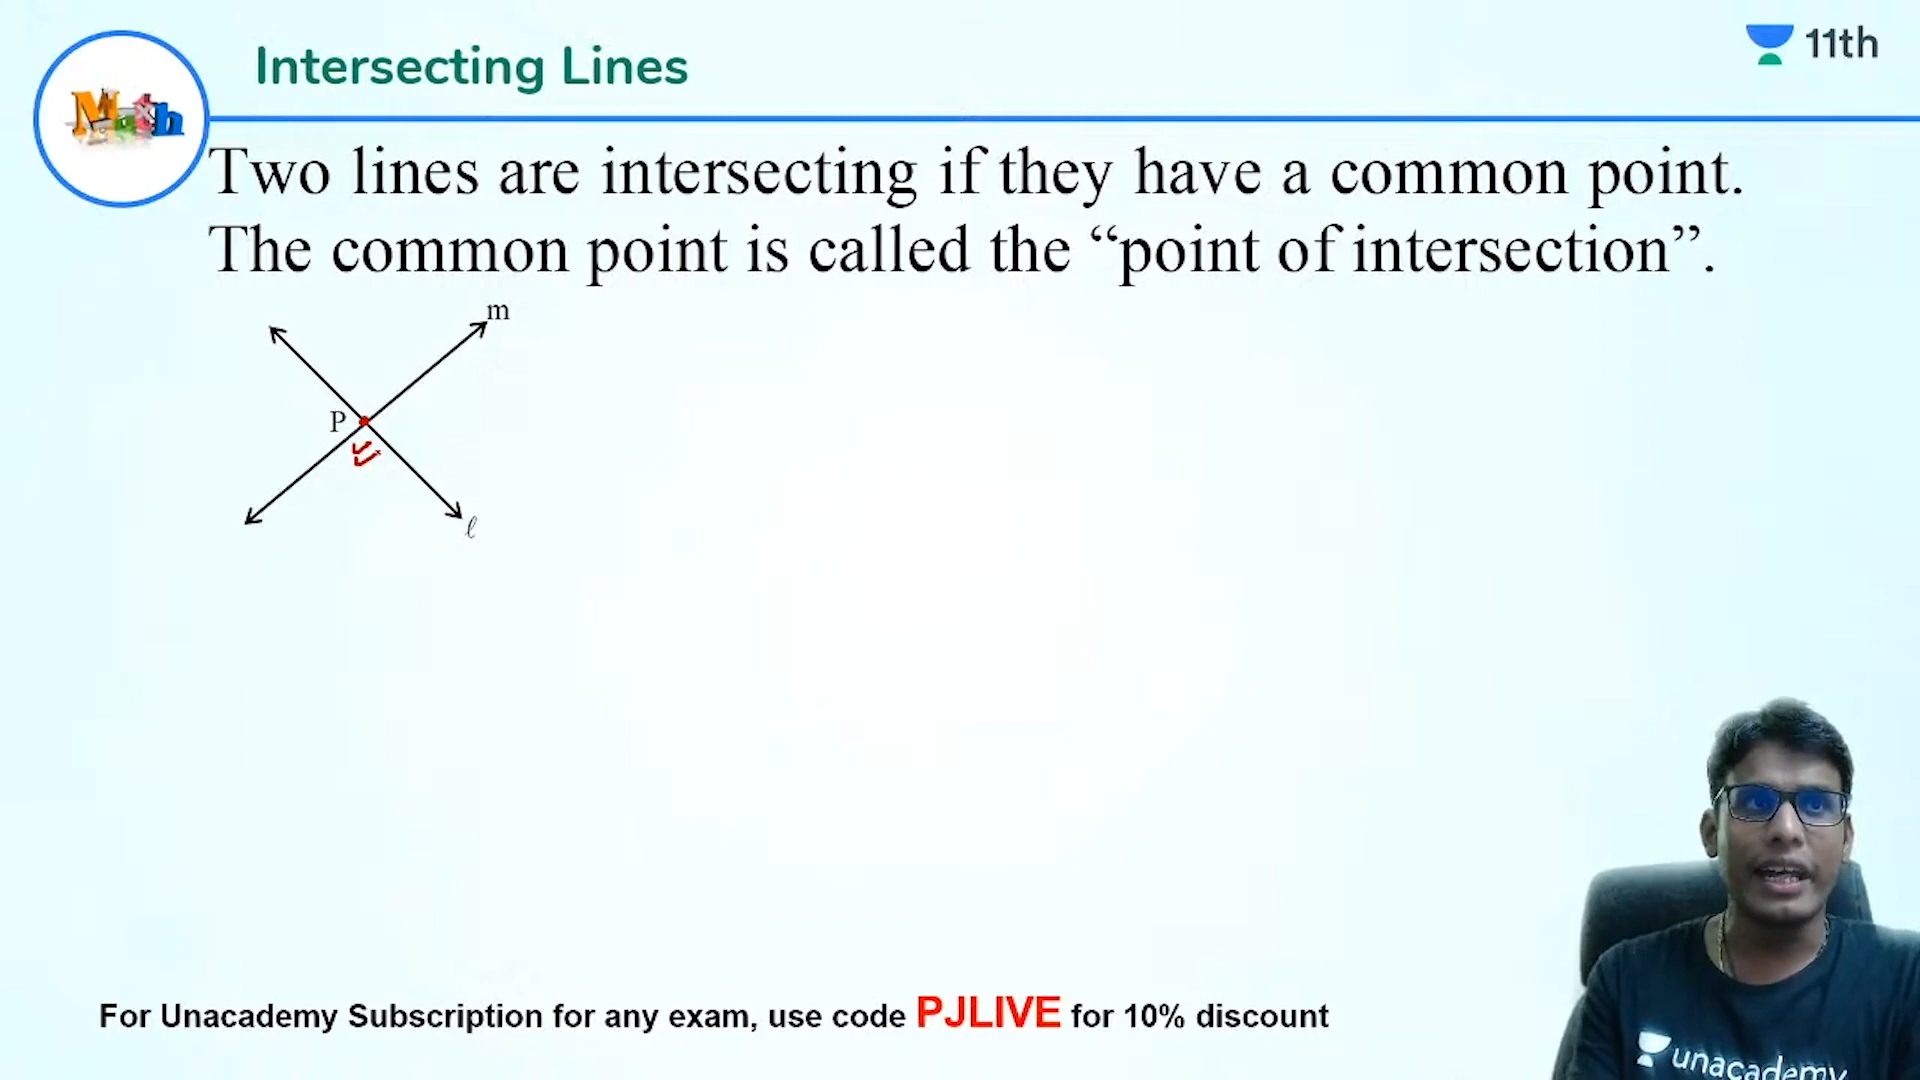 Math
Intersecting Lines
11th
Two lines are intersecting if they have a common point.
The common point is called the “point of intersection”.
m
P
ℓ
For Unacademy Subscription for any exam, use code PJLIVE for 10% discount
unacademy